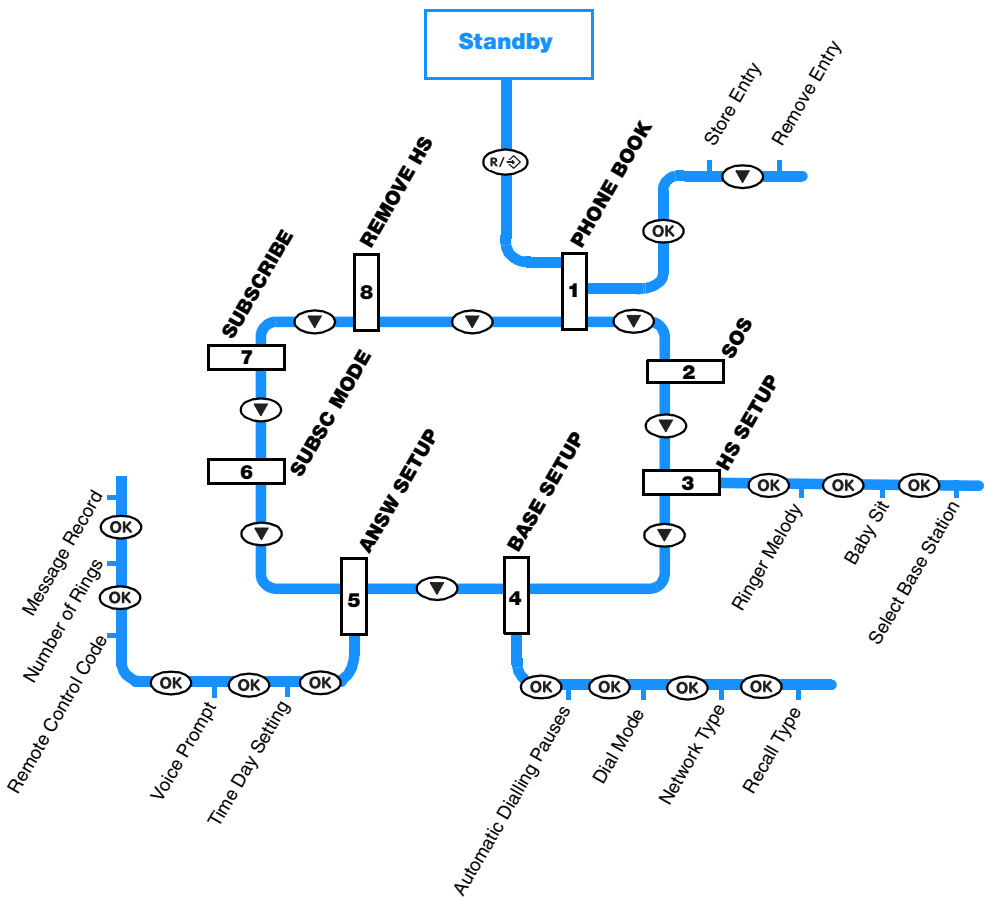 Standby
R/
Store Entry
Remove Entry
OK
PHONE BOOK
1
REMOVE HS
8
SUBSCRIBE
7
SOS
2
SUBSC MODE
6
HS SETUP
3
OK
OK
OK
Ringer Melody
Baby Sit
Select Base Station
ANSW SETUP
5
BASE SETUP
4
Message Record
OK
Number of Rings
OK
Remote Control Code
OK
OK
OK
Voice Prompt
Time Day Setting
OK
OK
OK
OK
Automatic Dialling Pauses
Dial Mode
Network Type
Recall Type